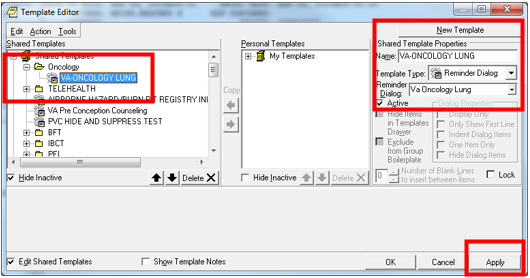 Template Editor
Edit Action Tools
New Template
Shared Templates
Personal Templates
Shared Template Properties
Shared Templates
Oncology
VA-ONCOLOGY LUNG
TELEHEALTH
AIRBORNE HAZARD/BURN PIT REGISTRY INI
VA Pre Conception Counseling
PVC HIDE AND SUPPRESS TEST
BFT
IBCT
PFI
Hide Inactive
Delete
Copy
My Templates
Hide Inactive
Delete
Name: VA-ONCOLOGY LUNG
Template Type: Reminder Dialog
Reminder Dialog: Va Oncology Lung
Active
Hide Items in Templates Drawer
Exclude from Group Boilerplate
Dialog Properties
Display Only
Only Show First Line
Indent Dialog Items
One Item Only
Hide Dialog Items
0 Number of Blank Lines to insert between items
Lock
Edit Shared Templates
Show Template Notes
OK
Cancel
Apply